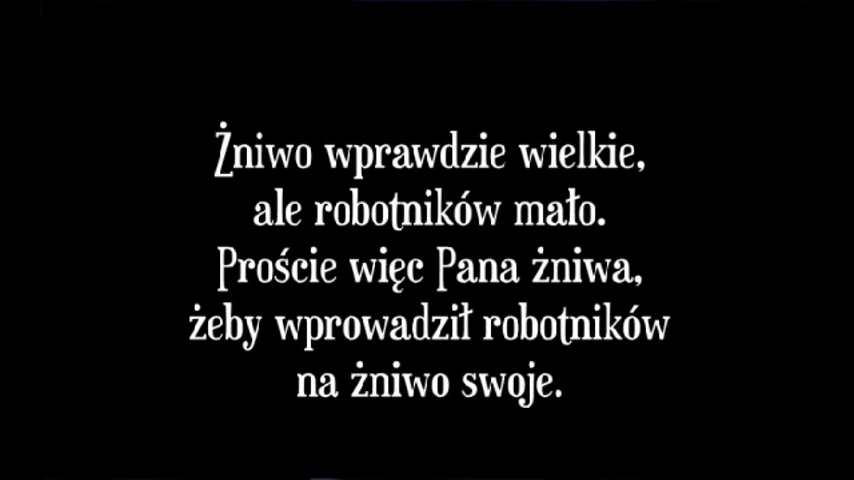 Żniwo wprawdzie wielkie,
ale robotników mało.
Proście więc Pana żniwa,
żeby wprowadził robotników
na żniwo swoje.